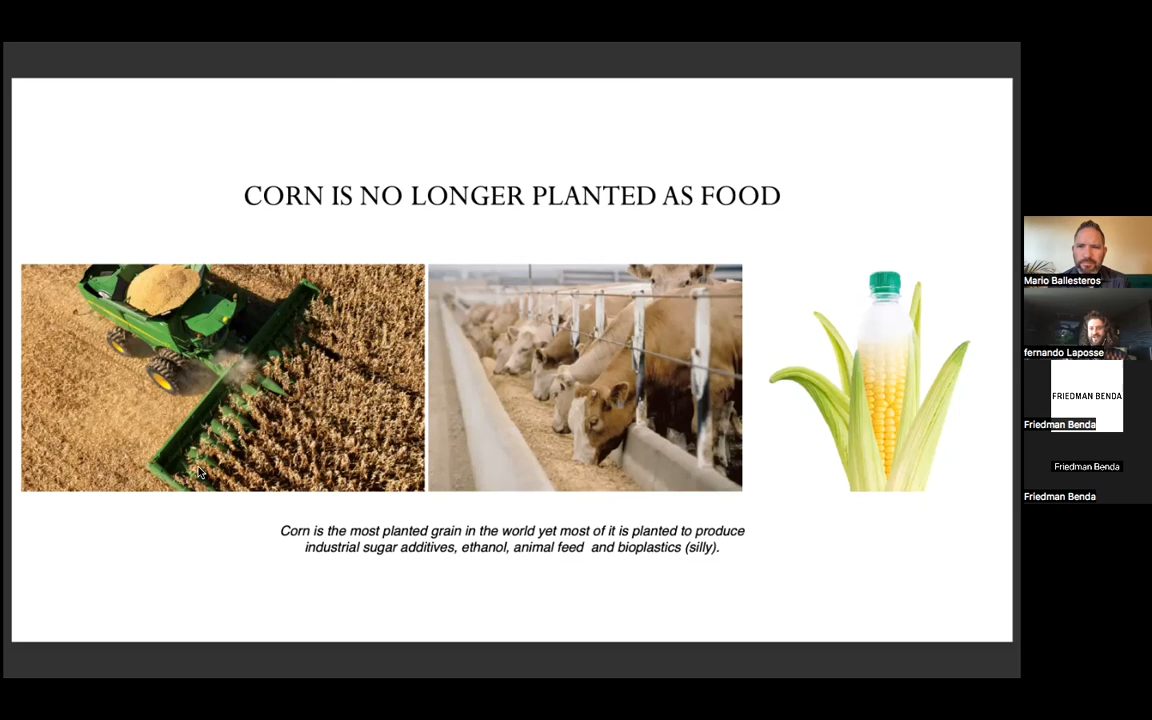 CORN IS NO LONGER PLANTED AS FOOD
Corn is the most planted grain in the world yet most of it is planted to produce
industrial sugar additives, ethanol, animal feed  and bioplastics (silly).
Mario Ballesteros
fernando Laposse
FRIEDMAN BENDA
Friedman Benda
Friedman Benda
Friedman Benda